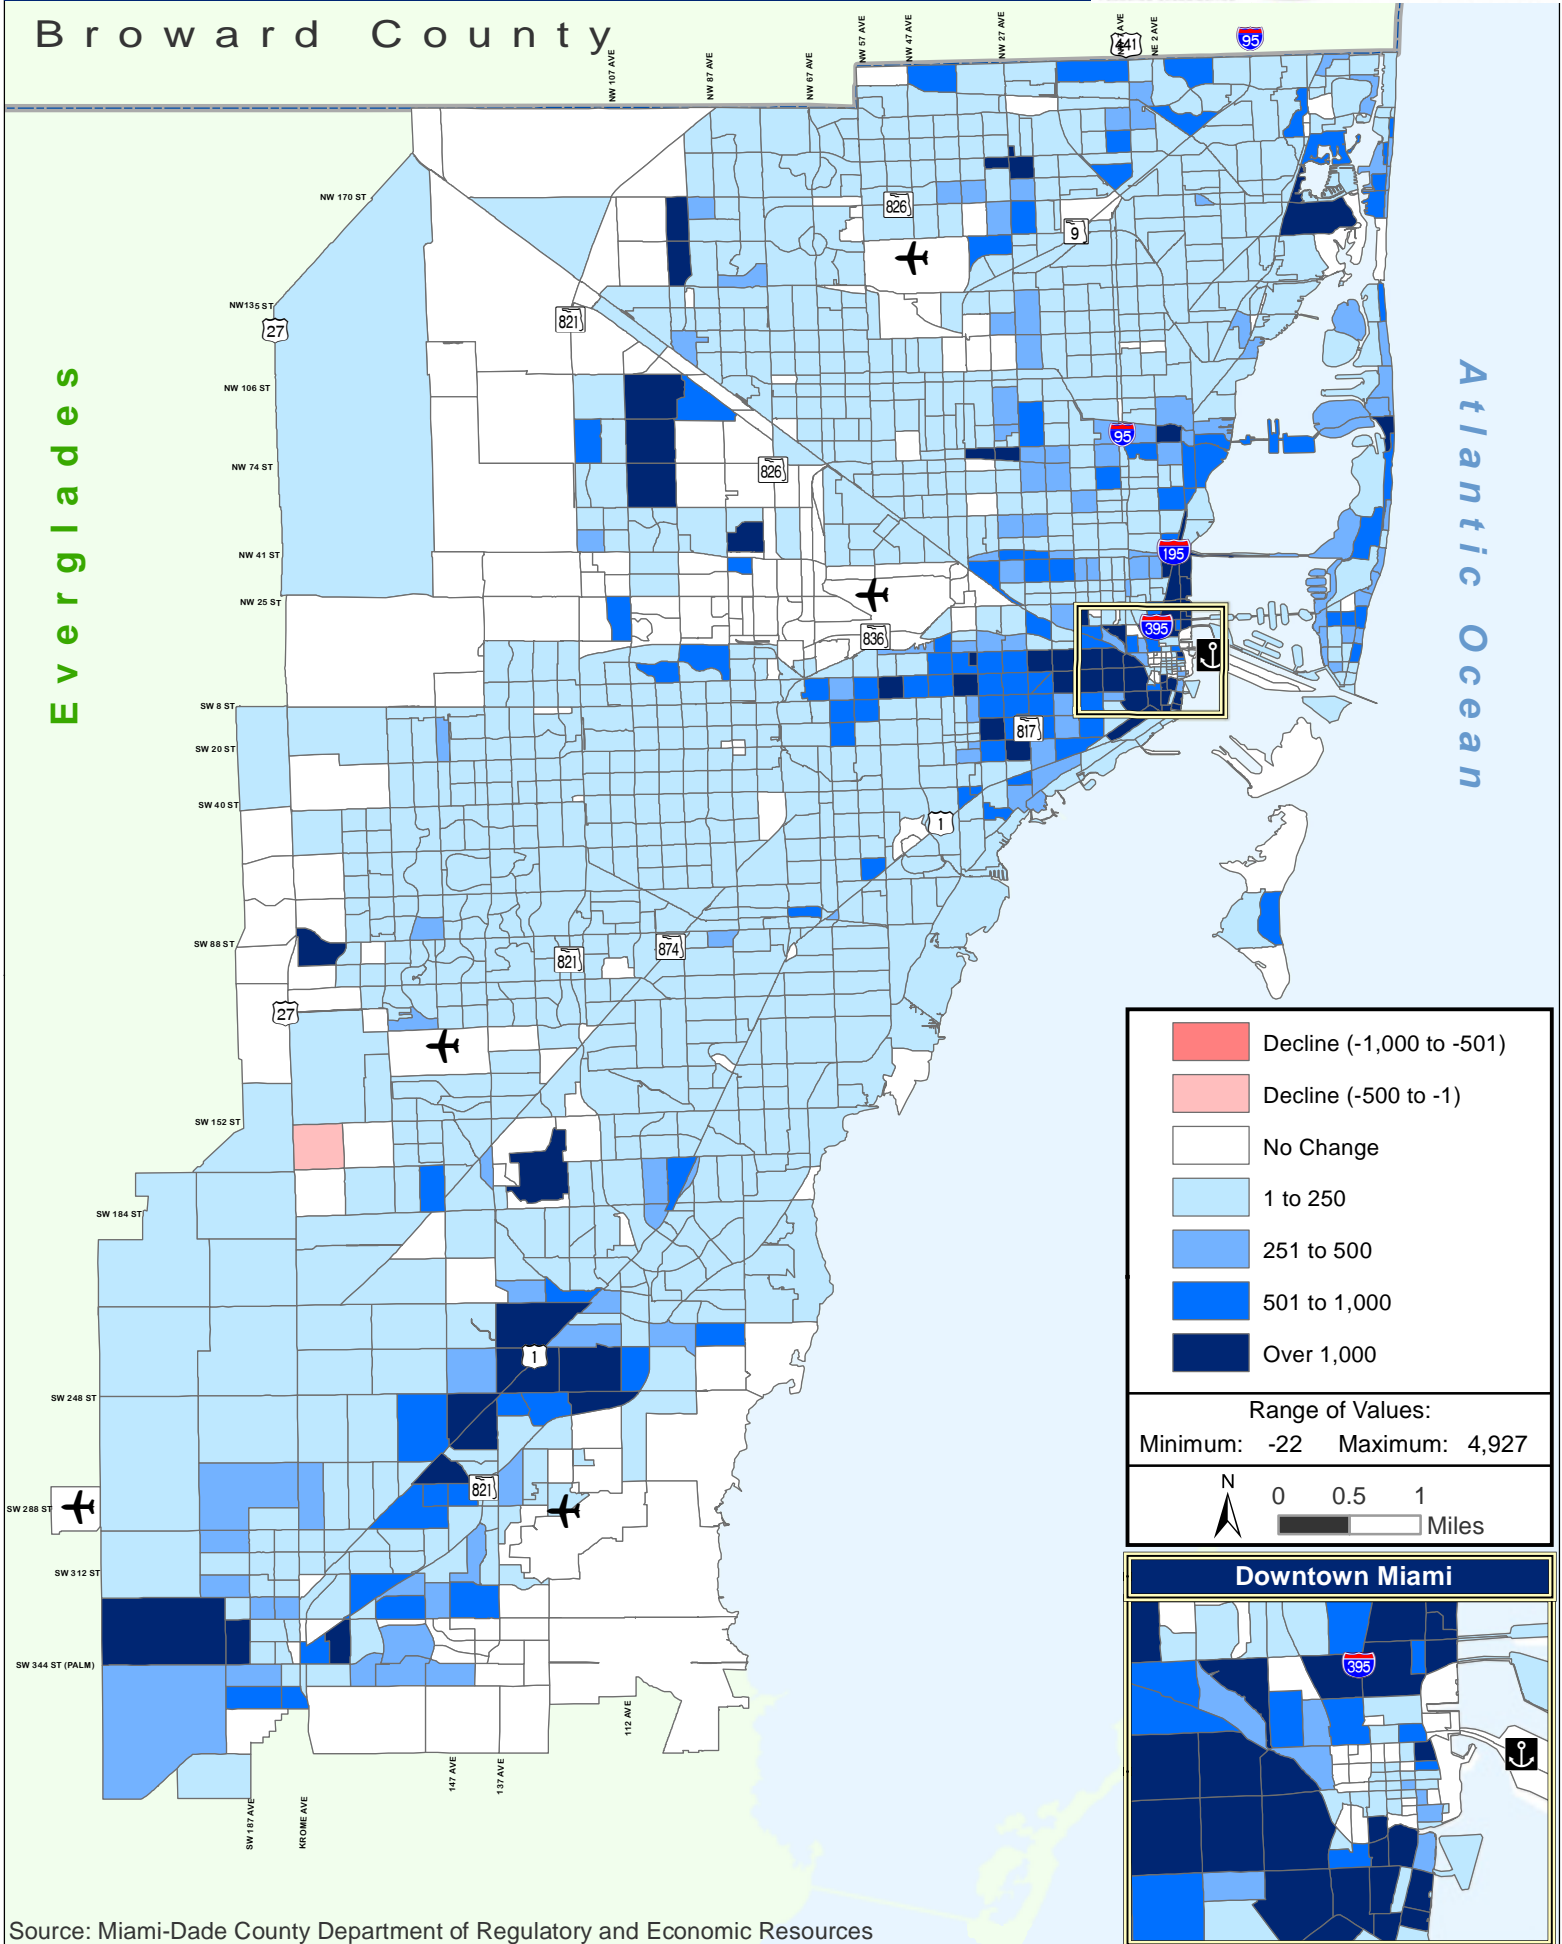 Broward County
NW 57 AVE
NW 47 AVE
NW 27 AVE
441
NE 2 AVE
95
NW 107 AVE
NW 87 AVE
NW 67 AVE
NW 170 ST
826
9
NW135 ST
27
821
NW 106 ST
Everglades
Atlantic Ocean
95
NW 74 ST
826
NW 41 ST
195
NW 25 ST
395
836
SW 8 ST
817
SW 20 ST
SW 40 ST
1
SW 88 ST
821
874
27
SW 152 ST
SW 184 ST
1
SW 248 ST
821
SW 288 ST
SW 312 ST
SW 344 ST (PALM)
112 AVE
147 AVE
137 AVE
SW 187 AVE
KROME AVE
Decline (-1,000 to -501)
Decline (-500 to -1)
No Change
1 to 250
251 to 500
501 to 1,000
Over 1,000
Range of Values:
Minimum: -22 Maximum: 4,927
N
0 0.5 1
Miles
Downtown Miami
395
Source: Miami-Dade County Department of Regulatory and Economic Resources